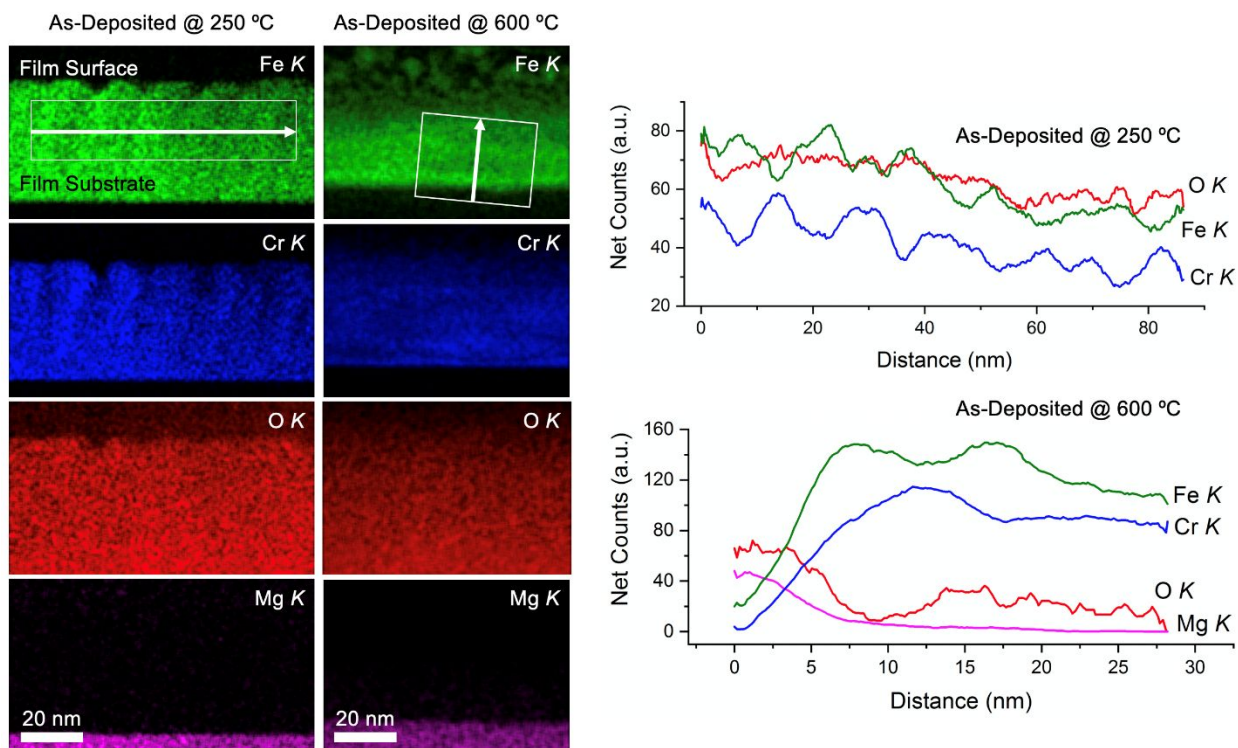 As-Deposited @ 250 ºC
As-Deposited @ 600 ºC
Film Surface
Fe K
Film Substrate
Fe K
Cr K
Cr K
O K
O K
Mg K
20 nm
Mg K
20 nm
Net Counts (a.u.)
80
60
40
20
As-Deposited @ 250 ºC
O K
Fe K
Cr K
0
20
40
60
80
Distance (nm)
As-Deposited @ 600 ºC
Net Counts (a.u.)
160
120
80
40
0
Fe K
Cr K
O K
Mg K
0
5
10
15
20
25
30
Distance (nm)